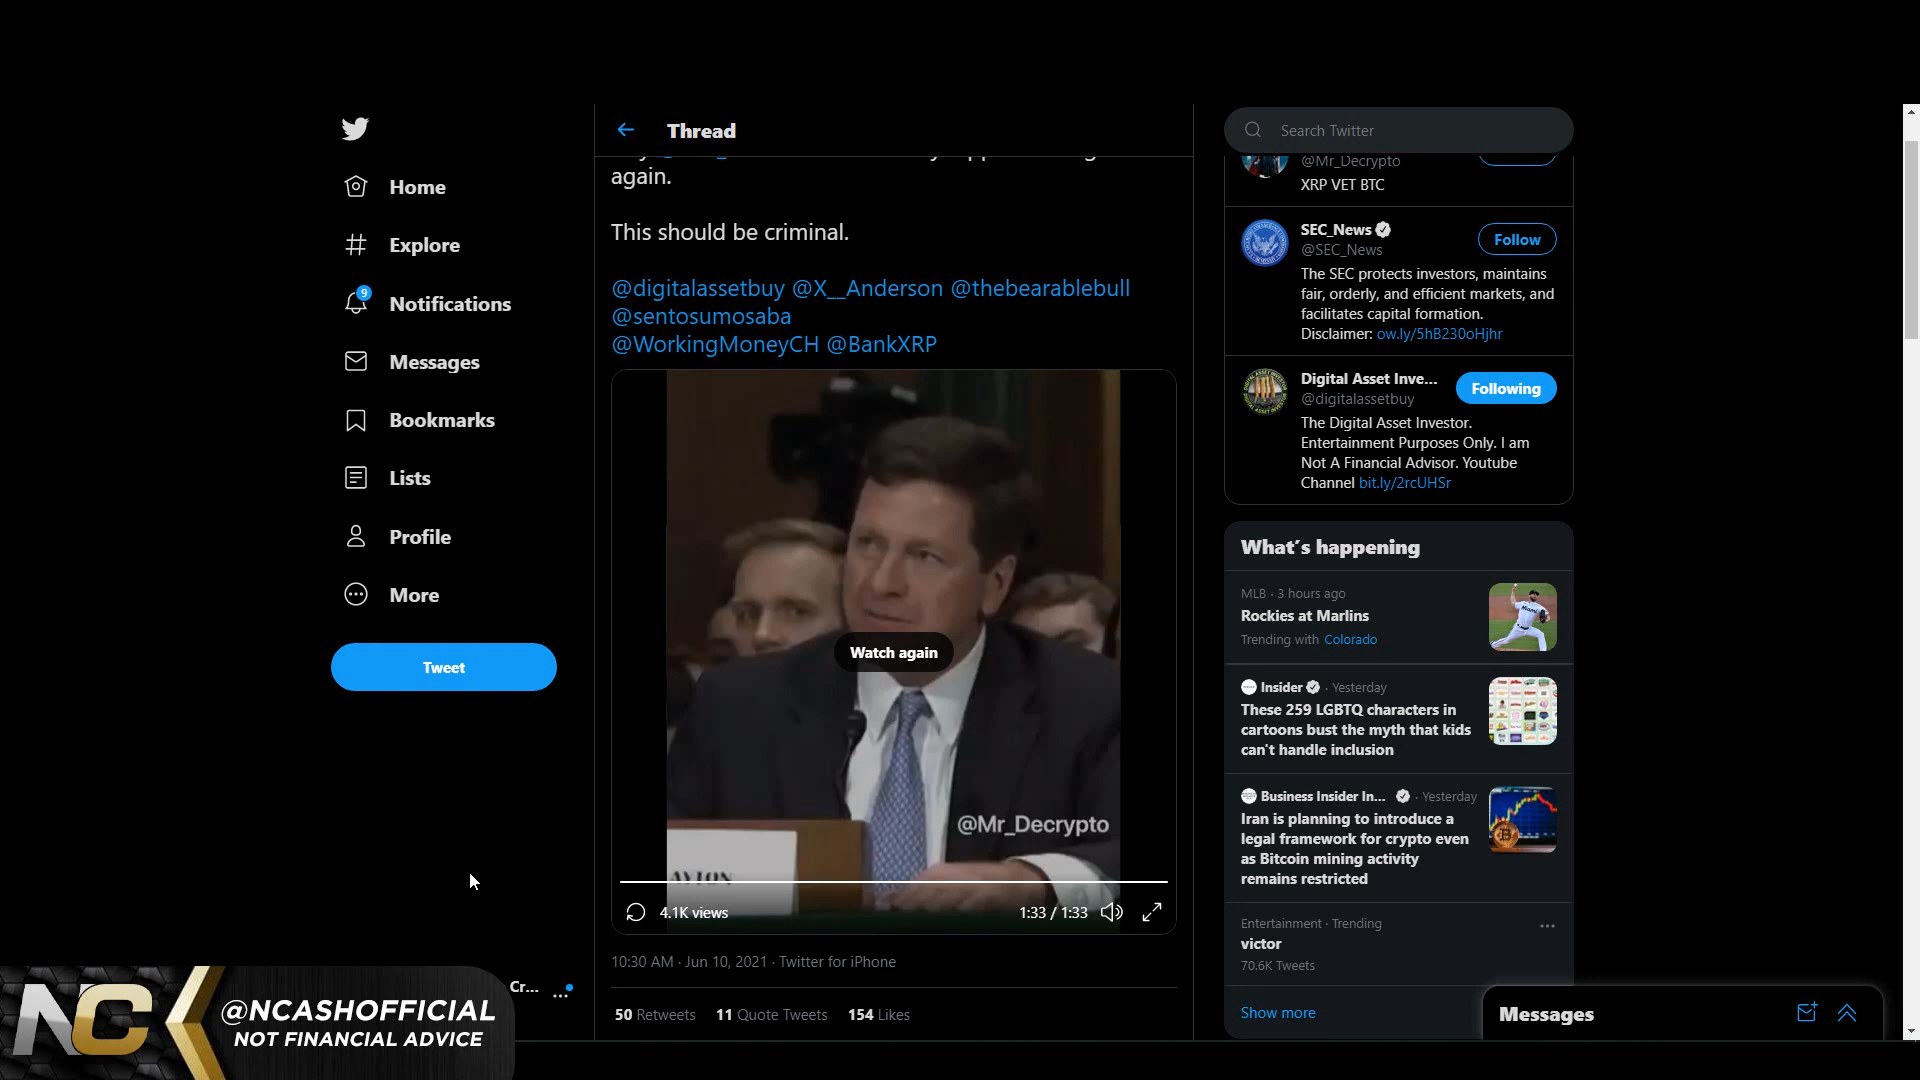 Home
Explore
9
Notifications
Messages
Bookmarks
Lists
Profile
More
Tweet
Cr...
Thread
again.
This should be criminal.
@digitalassetbuy @X__Anderson @thebearablebull
@sentosumosaba
@WorkingMoneyCH @BankXRP
Watch again
@Mr_Decrypto
AYTON
4.1K views
1:33 / 1:33
10:30 AM · Jun 10, 2021 · Twitter for iPhone
50 Retweets 11 Quote Tweets 154 Likes
Search Twitter
@Mr_Decrypto
XRP VET BTC
SEC_News
@SEC_News
Follow
The SEC protects investors, maintains
fair, orderly, and efficient markets, and
facilitates capital formation.
Disclaimer: ow.ly/5hB230oHjhr
Digital Asset Inve...
@digitalassetbuy
Following
The Digital Asset Investor.
Entertainment Purposes Only. I am
Not A Financial Advisor. Youtube
Channel bit.ly/2rcUHSr
What's happening
MLB · 3 hours ago
Rockies at Marlins
Trending with Colorado
Insider · Yesterday
These 259 LGBTQ characters in
cartoons bust the myth that kids
can't handle inclusion
Business Insider In... · Yesterday
Iran is planning to introduce a
legal framework for crypto even
as Bitcoin mining activity
remains restricted
Entertainment · Trending
victor
70.6K Tweets
Show more
Messages
NC
@NCASHOFFICIAL
NOT FINANCIAL ADVICE